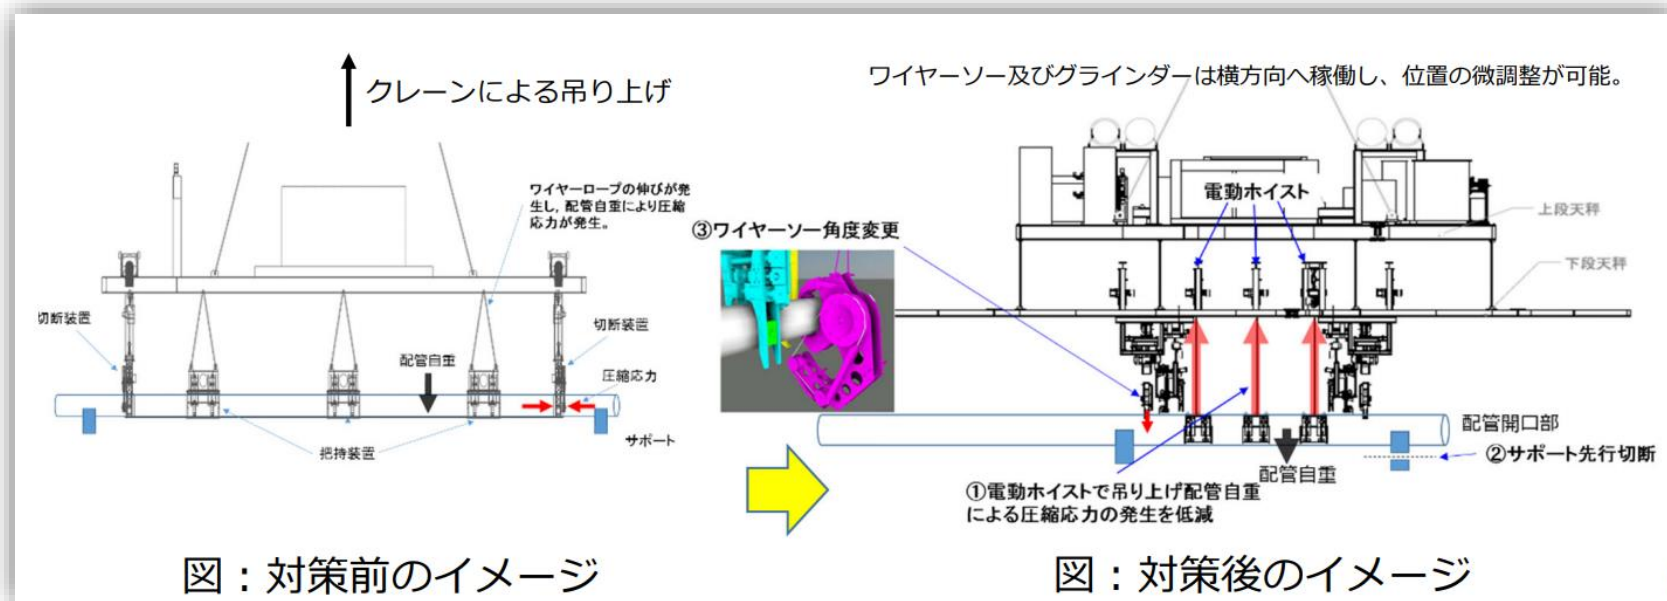 クレーンによる吊り上げ
ワイヤーロープの伸びが発
生し，配管自重により圧縮
応力が発生。
切断装置
切断装置
配管自重
圧縮応力
サポート
把持装置
図：対策前のイメージ
ワイヤーソー及びグラインダーは横方向へ稼働し、位置の微調整が可能。
電動ホイスト
③ワイヤーソー角度変更
上段天秤
下段天秤
配管開口部
②サポート先行切断
配管自重
①電動ホイストで吊り上げ配管自重
による圧縮応力の発生を低減
図：対策後のイメージ